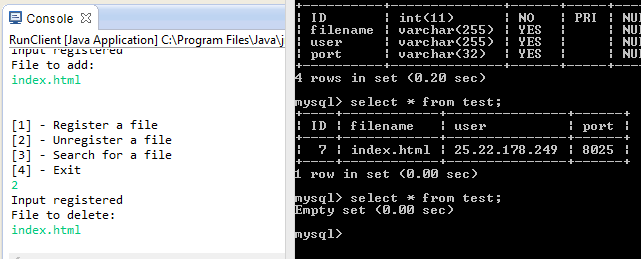 Console
RunClient [Java Application] C:\Program Files\Java\j
Input registered
File to add:
index.html
[1] - Register a file
[2] - Unregister a file
[3] - Search for a file
[4] - Exit
2
Input registered
File to delete:
index.html
| ID | int(11) | NO | PRI | NU
| filename | varchar(255) | YES | | NU
| user | varchar(255) | YES | | NU
| port | varchar(32) | YES | | NU
4 rows in set (0.20 sec)
mysql> select * from test;
| ID | filename | user | port |
| 7 | index.html | 25.22.178.249 | 8025 |
1 row in set (0.00 sec)
mysql> select * from test;
Empty set (0.00 sec)
mysql>